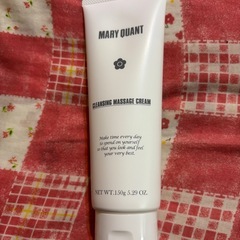 MARY QUANT
CLEANSING MASSAGE CREAM
Make time every day
to spend on yourself
so that you look and feel
your very best.
NET WT. 150g 5.29 OZ.